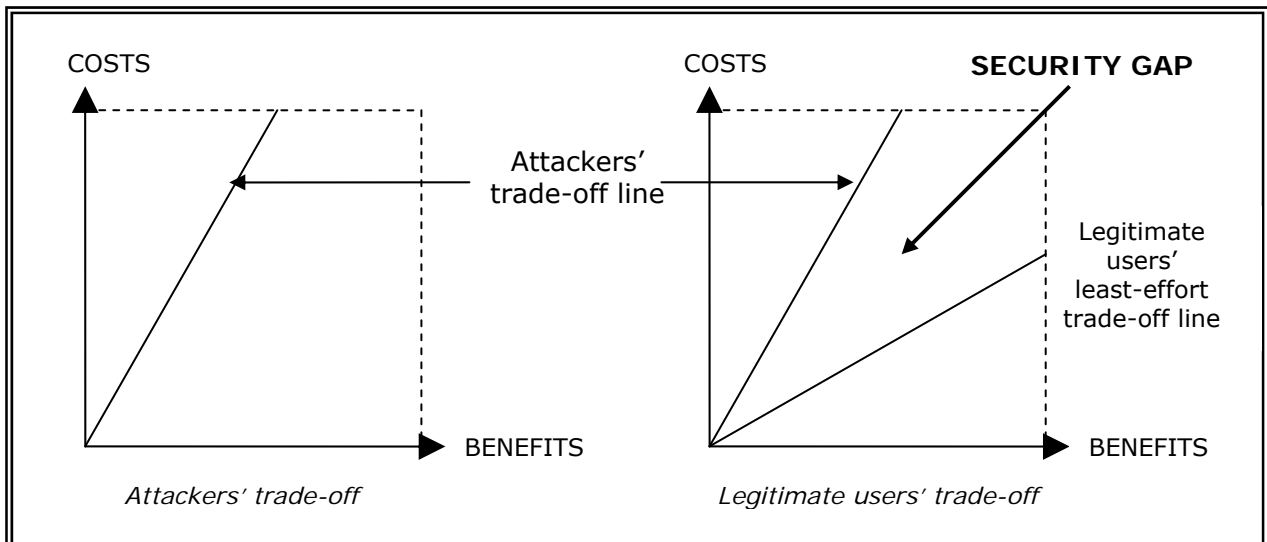 COSTS
Attackers’
trade-off line
BENEFITS
Attackers’ trade-off
COSTS
SECURITY GAP
Legitimate
users’
least-effort
trade-off line
BENEFITS
Legitimate users’ trade-off